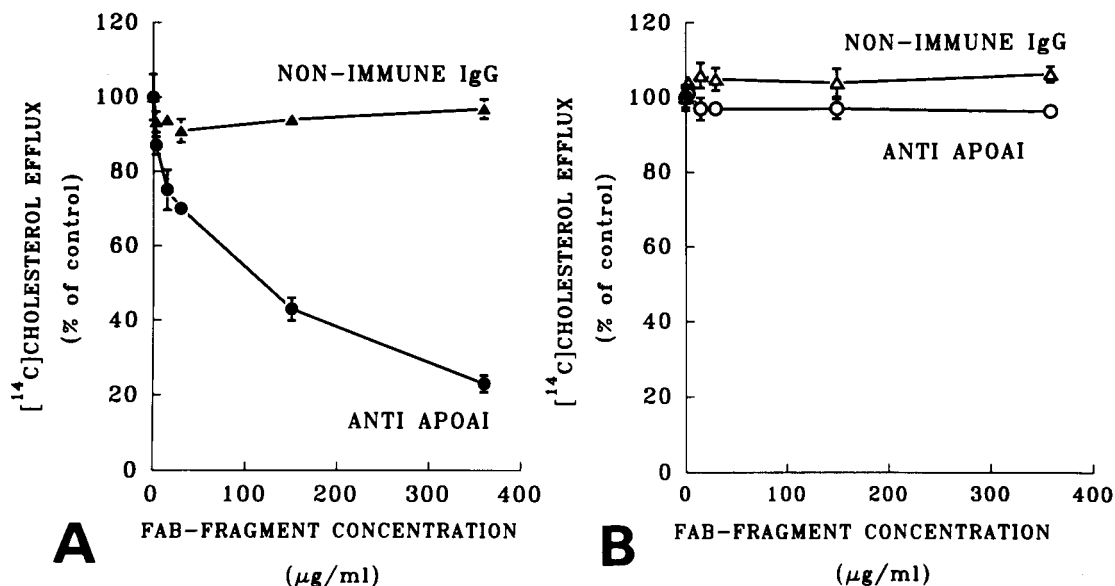 120
100
80
60
40
20
0
[¹⁴C]CHOLESTEROL EFFLUX
(% of control)
NON-IMMUNE IgG
ANTI APOAI
0 100 200 300 400
FAB-FRAGMENT CONCENTRATION
(μg/ml)
A
120
100
80
60
40
20
0
[¹⁴C]CHOLESTEROL EFFLUX
(% of control)
NON-IMMUNE IgG
ANTI APOAI
0 100 200 300 400
FAB-FRAGMENT CONCENTRATION
(μg/ml)
B